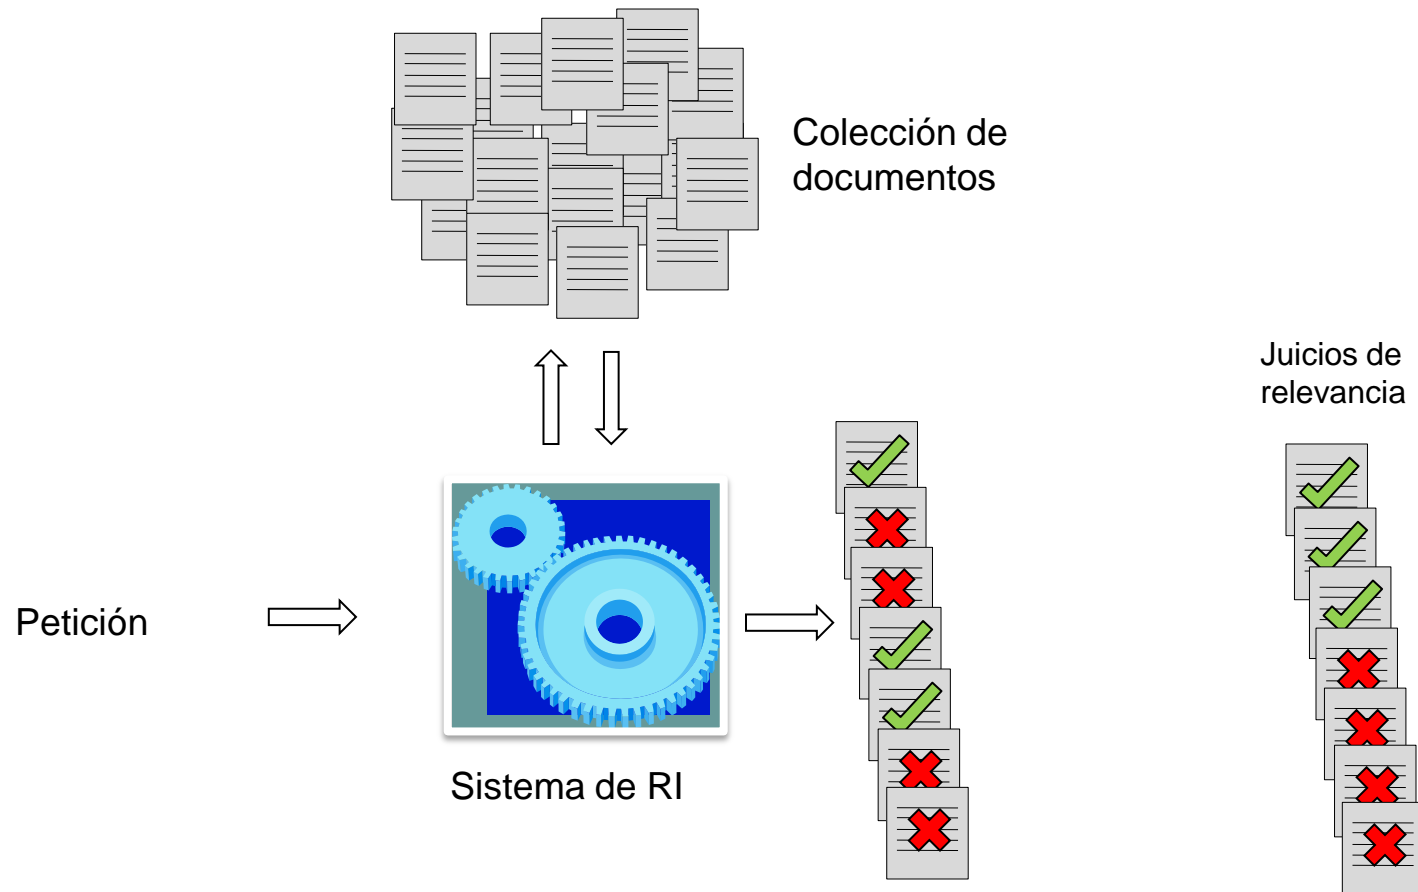 Colección de
documentos
Juicios de
relevancia
Petición
Sistema de RI